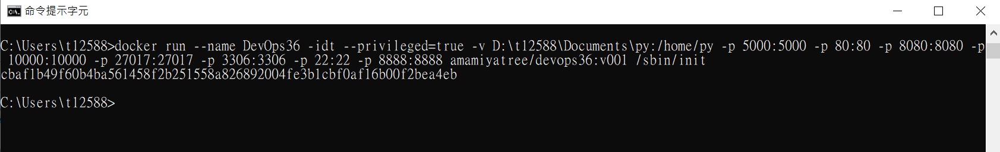 命令提示字元
C:\Users\t12588>docker run --name DevOps36 -idt --privileged=true -v D:\t12588\Documents\py:/home/py -p 5000:5000 -p 80:80 -p 8080:8080 -p
10000:10000 -p 27017:27017 -p 3306:3306 -p 22:22 -p 8888:8888 amamiyatree/devops36:v001 /sbin/init
cbaf1b49f60b4ba561458f2b251558a826892004fe3b1cbf0af16b00f2bea4eb
C:\Users\t12588>